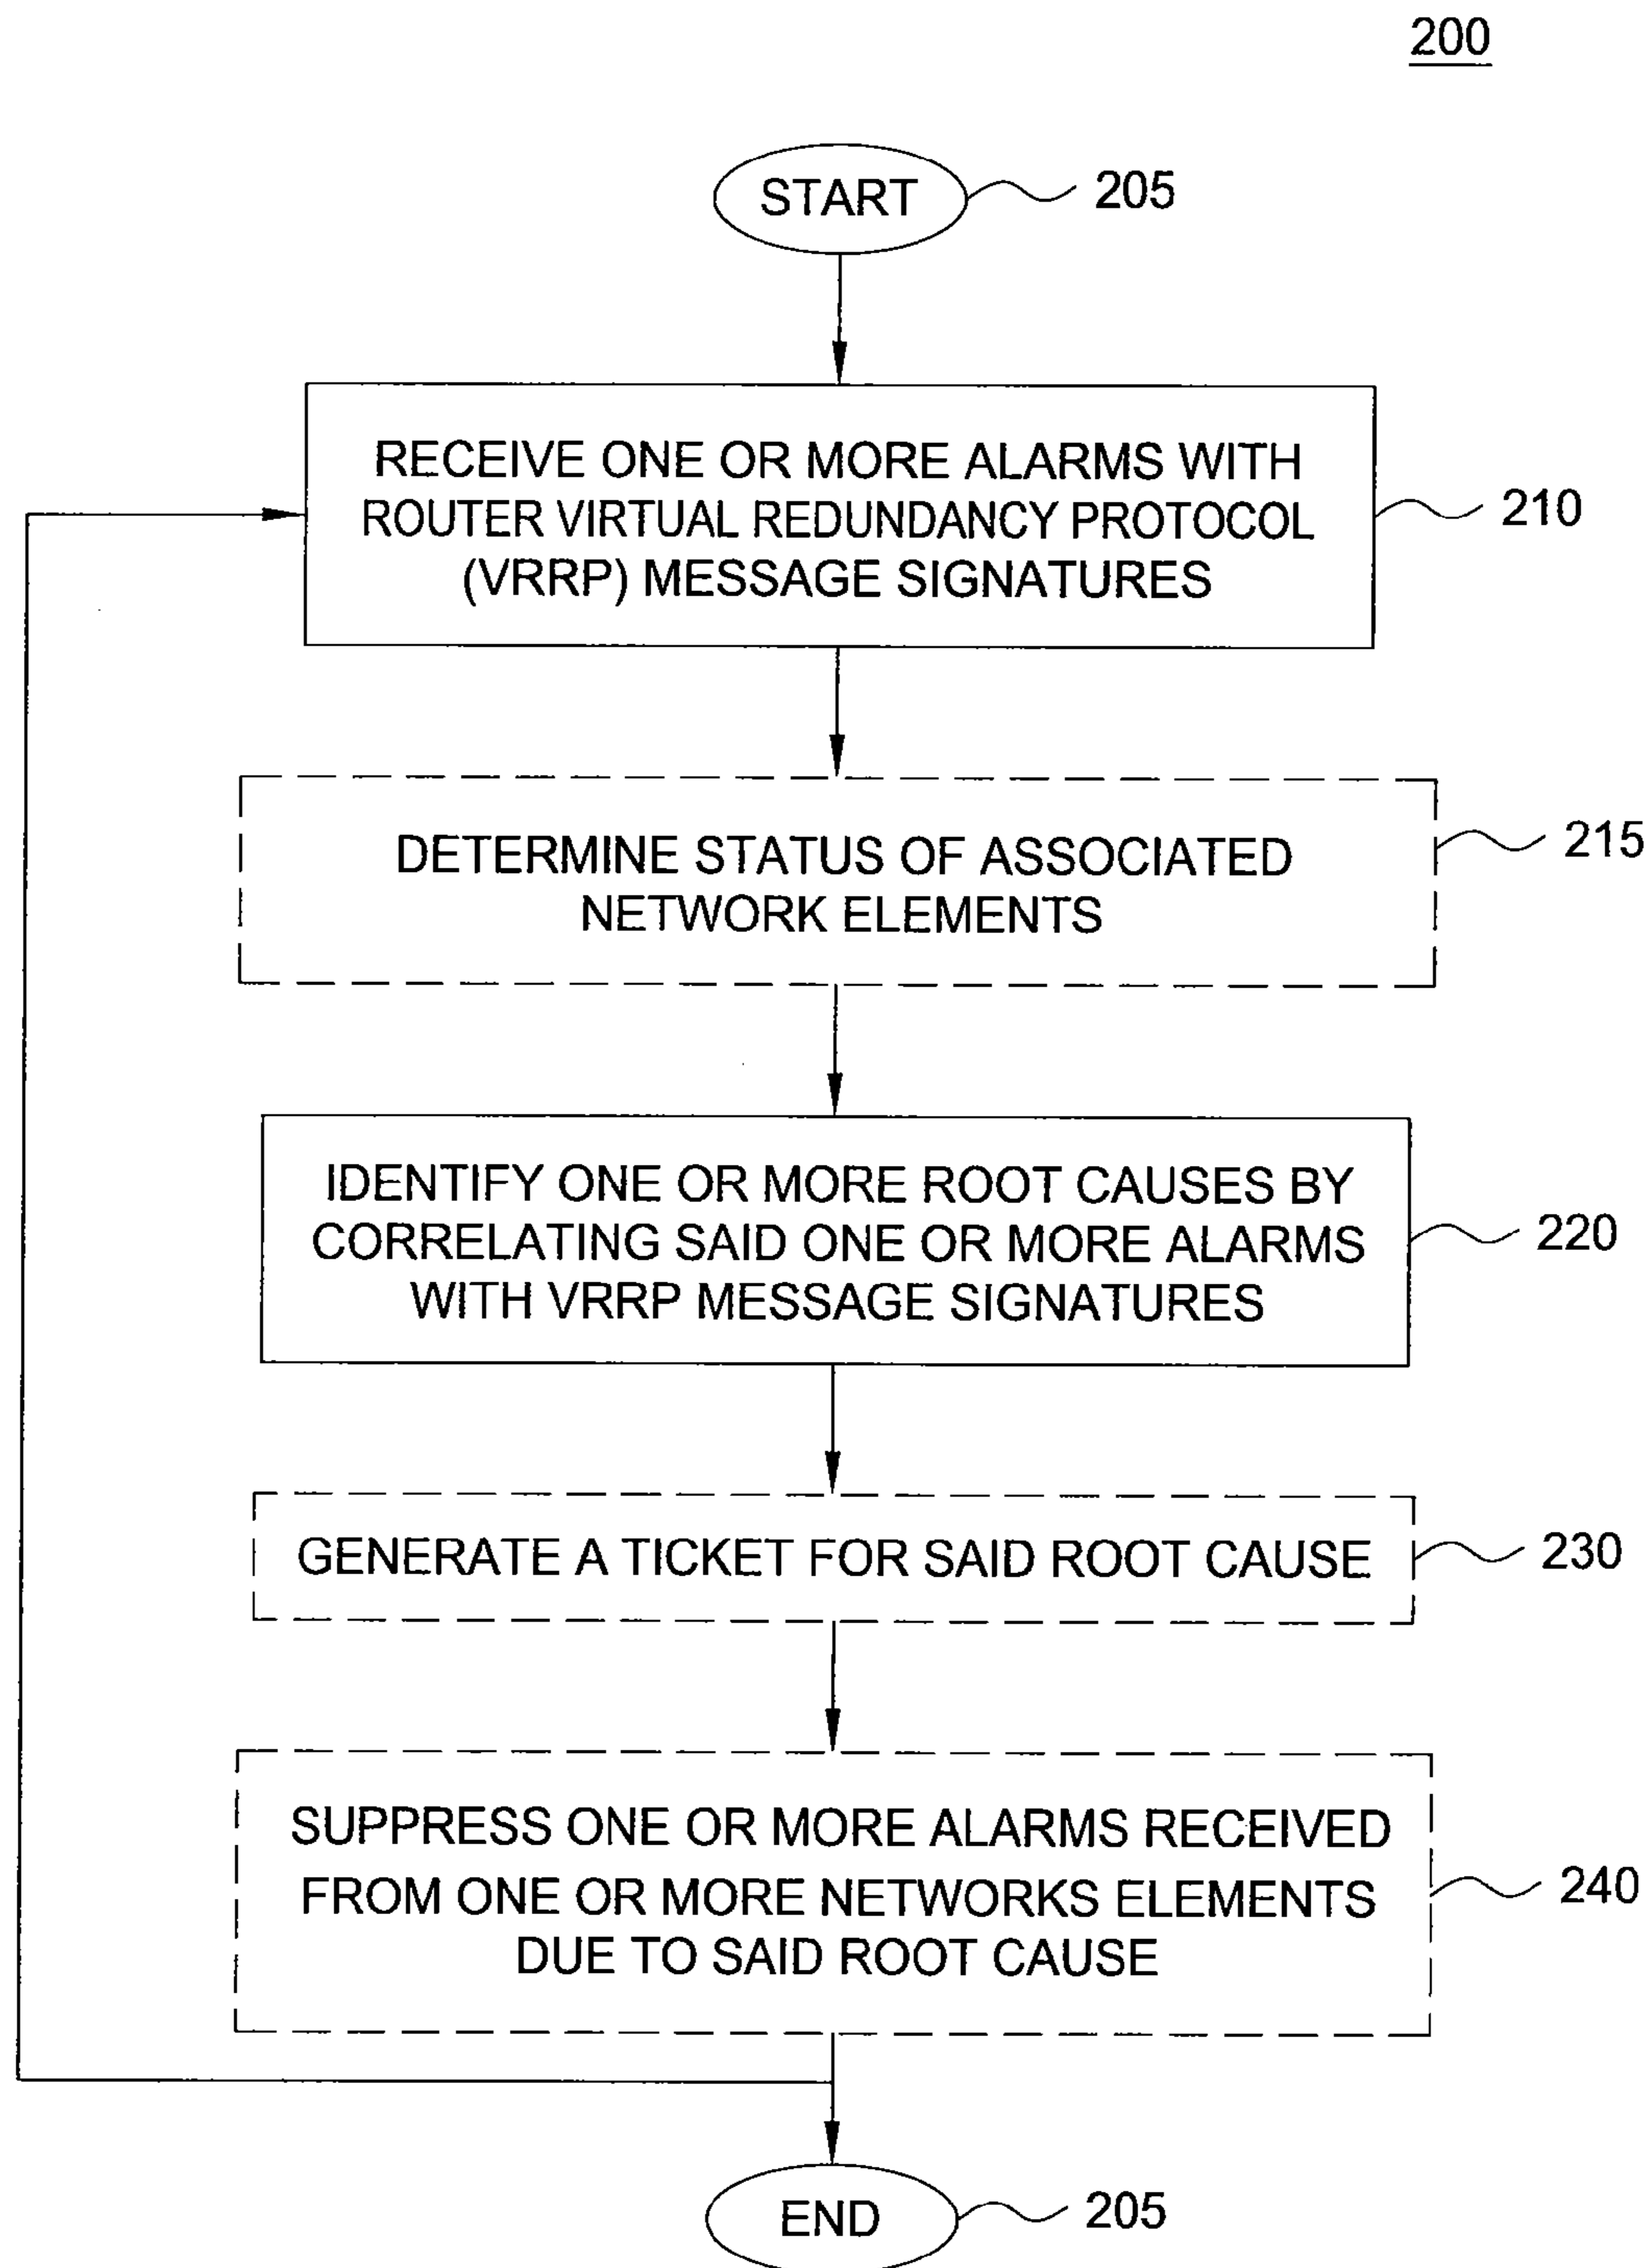 200
START
205
RECEIVE ONE OR MORE ALARMS WITH
ROUTER VIRTUAL REDUNDANCY PROTOCOL
(VRRP) MESSAGE SIGNATURES
210
DETERMINE STATUS OF ASSOCIATED
NETWORK ELEMENTS
215
IDENTIFY ONE OR MORE ROOT CAUSES BY
CORRELATING SAID ONE OR MORE ALARMS
WITH VRRP MESSAGE SIGNATURES
220
GENERATE A TICKET FOR SAID ROOT CAUSE
230
SUPPRESS ONE OR MORE ALARMS RECEIVED
FROM ONE OR MORE NETWORKS ELEMENTS
DUE TO SAID ROOT CAUSE
240
END
205